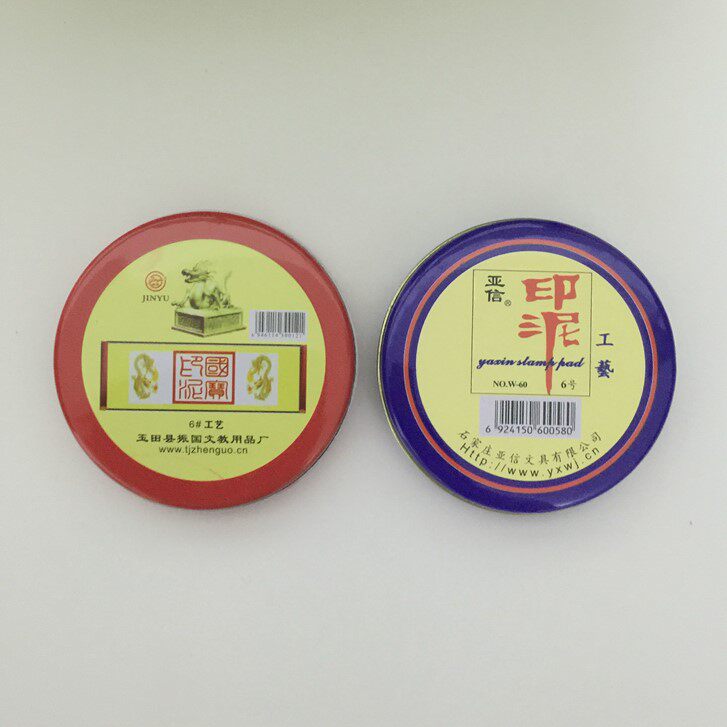 JINYU
國寶
印泥
6# 工艺
玉田县振国文教用品厂
www.tjzhenguo.cn
亚信®
印泥
工藝
yaxin stamp pad
NO.W-60 6号
6 924150 600580
石家庄亚信文具有限公司
Http://www.yxwj.cn